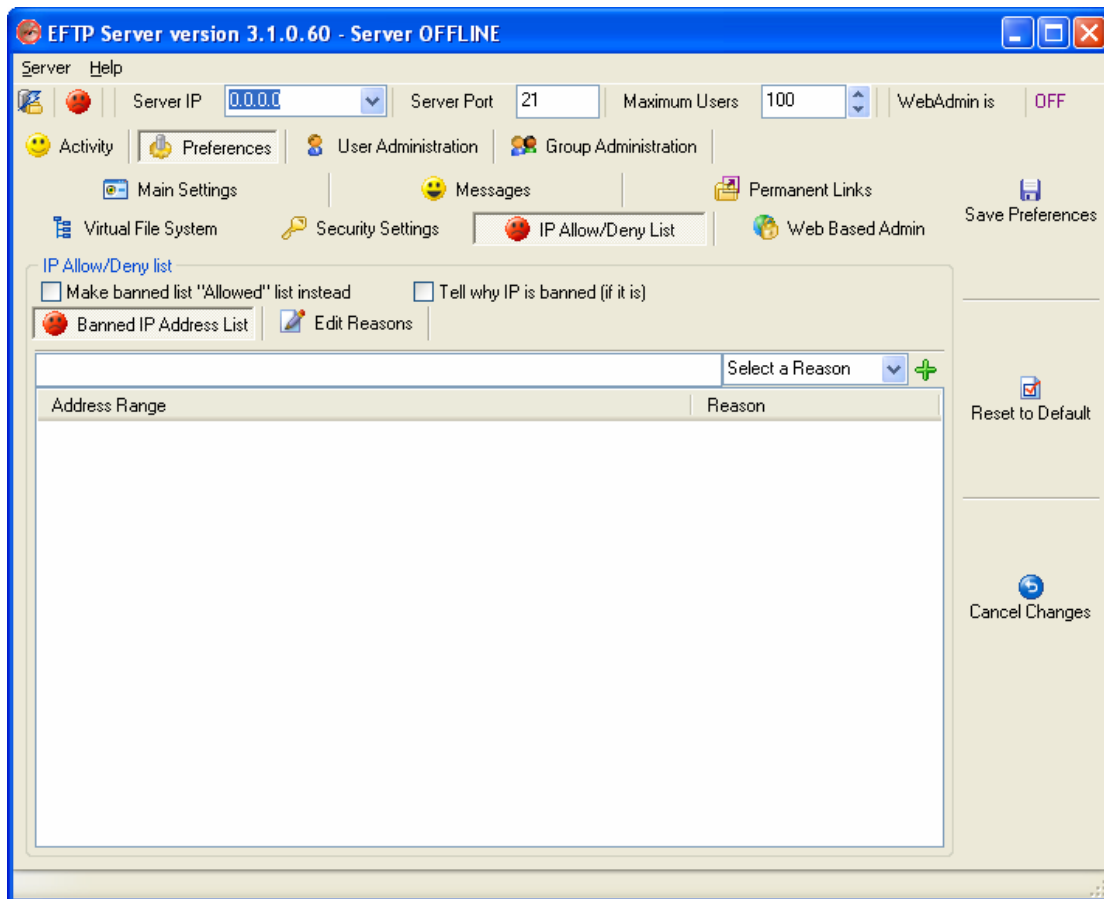 EFTP Server version 3.1.0.60 - Server OFFLINE
Server Help
Server IP 0.0.0.0 Server Port 21 Maximum Users 100 WebAdmin is OFF
Activity Preferences User Administration Group Administration
Main Settings Messages Permanent Links
Save Preferences
Virtual File System Security Settings IP Allow/Deny List Web Based Admin
IP Allow/Deny list
Make banned list "Allowed" list instead Tell why IP is banned (if it is)
Banned IP Address List Edit Reasons
Select a Reason
Address Range Reason
Reset to Default
Cancel Changes